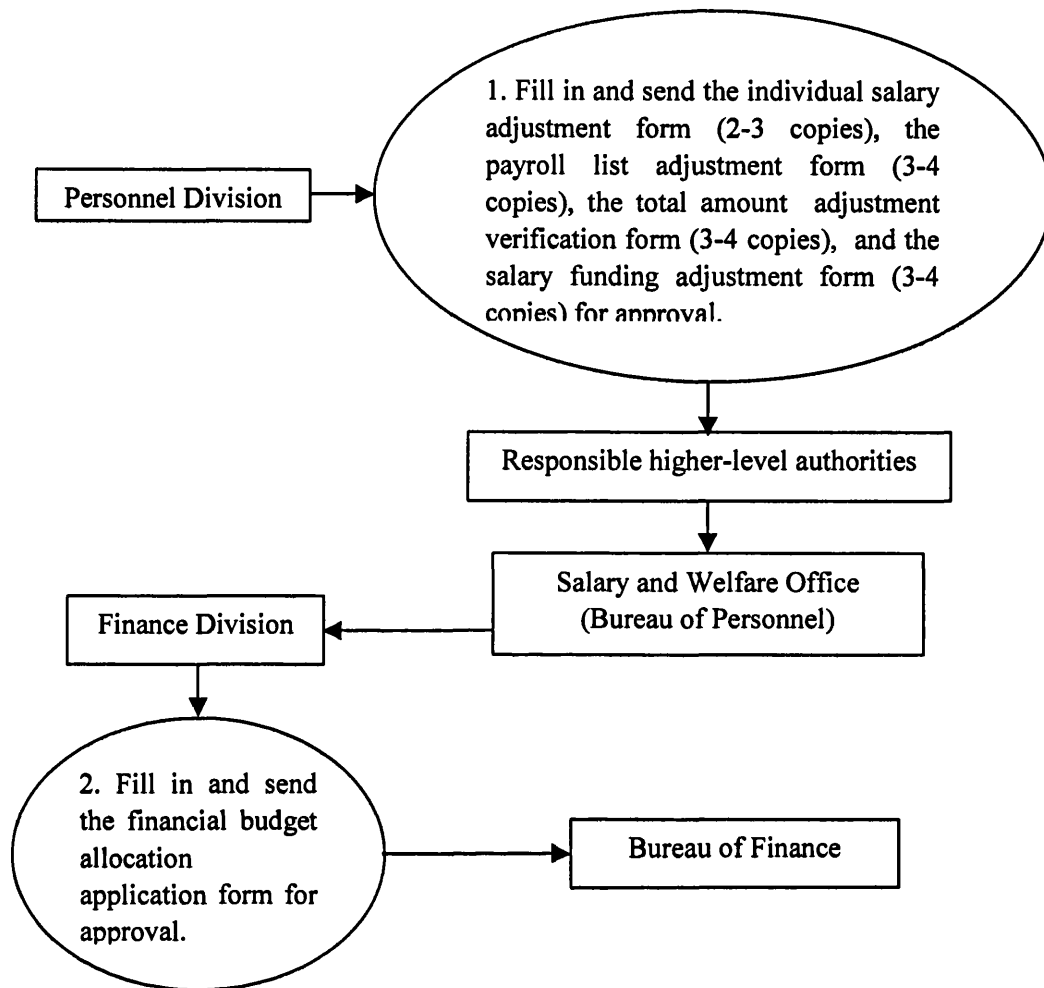 1. Fill in and send the individual salary
adjustment form (2-3 copies), the
payroll list adjustment form (3-4
copies), the total amount adjustment
verification form (3-4 copies), and the
salary funding adjustment form (3-4
copies) for approval.
Personnel Division
Responsible higher-level authorities
Salary and Welfare Office
(Bureau of Personnel)
Finance Division
2. Fill in and send
the financial budget
allocation
application form for
approval.
Bureau of Finance